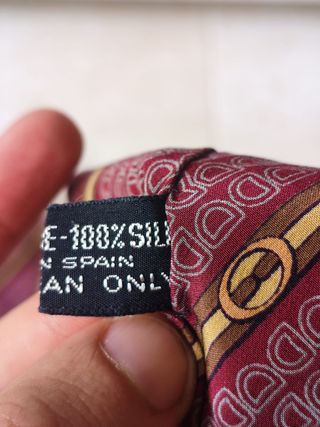 E-100% SIL
N SPAIN
AN ONLY